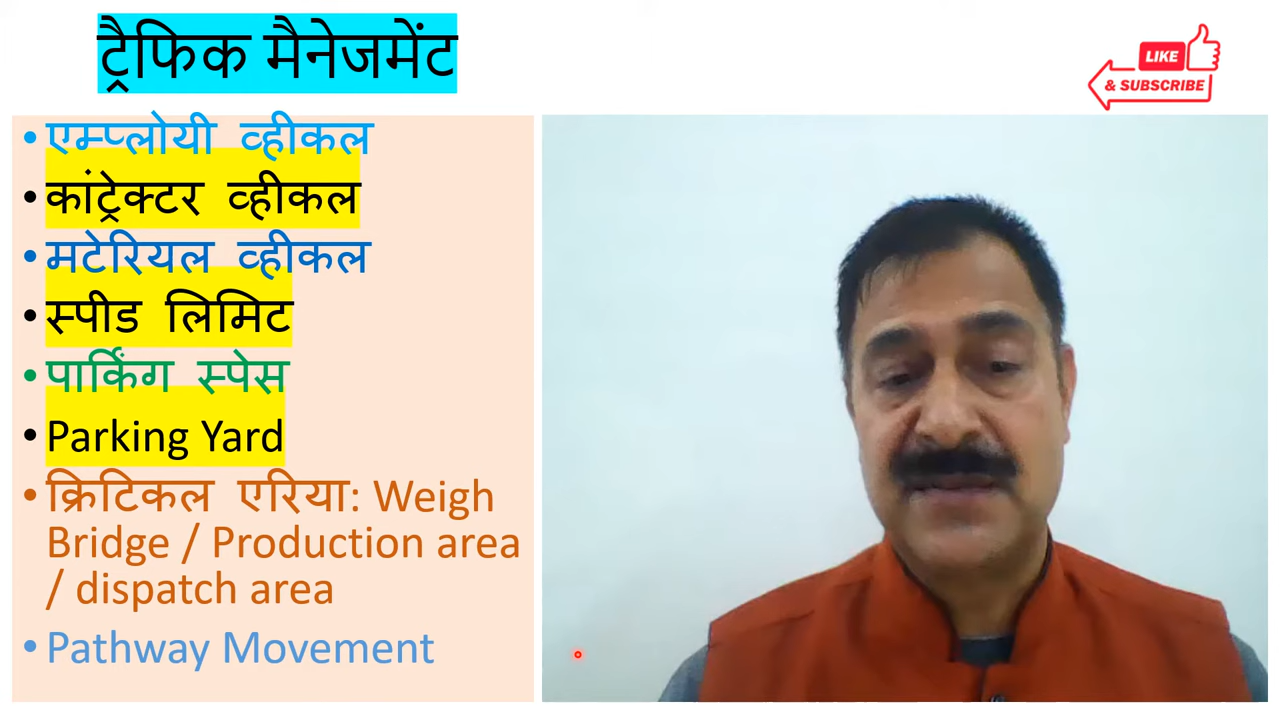 ट्रैफिक मैनेजमेंट
LIKE
& SUBSCRIBE
• एम्प्लोयी व्हीकल
• कांट्रेक्टर व्हीकल
• मटेरियल व्हीकल
• स्पीड लिमिट
• पार्किंग स्पेस
• Parking Yard
• क्रिटिकल एरिया: Weigh
Bridge / Production area
/ dispatch area
• Pathway Movement